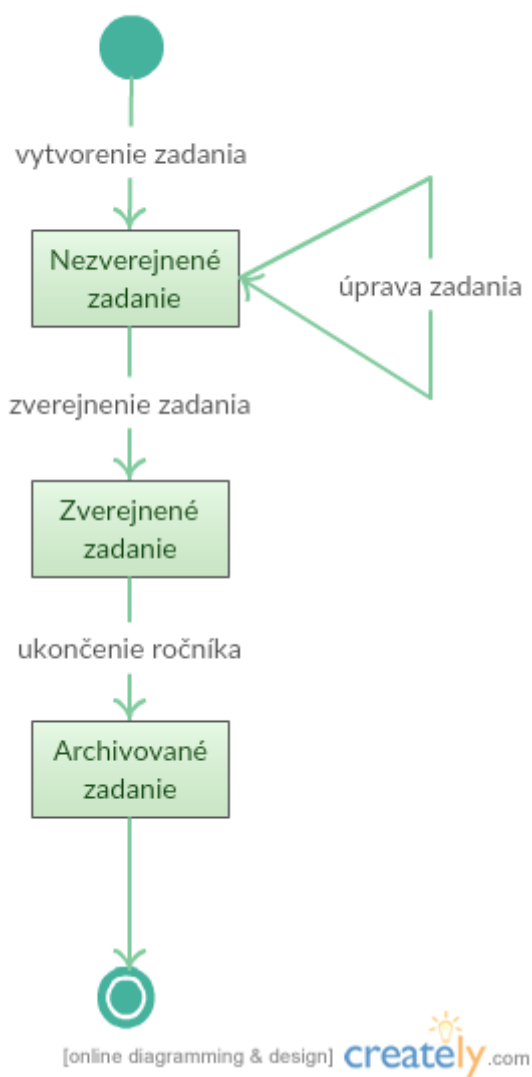 vytvorenie zadania
Nezverejnené
zadanie
úprava zadania
zverejnenie zadania
Zverejnené
zadanie
ukončenie ročníka
Archivované
zadanie
[online diagramming & design] creately.com